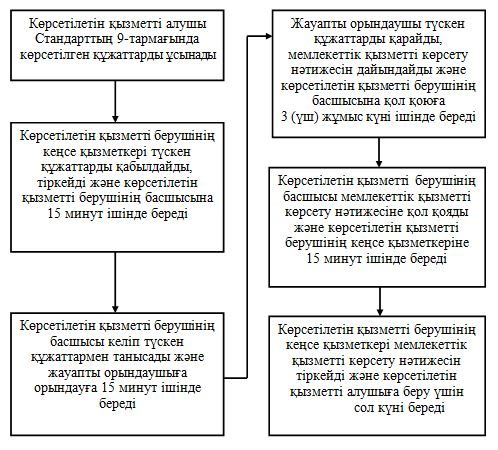 Көрсетілетін қызметті алушы
Стандарттың 9-тармағында
көрсетілген құжаттарды ұсынады
Көрсетілетін қызметті берушінің
кеңсе қызметкері түскен
құжаттарды қабылдайды,
тіркейді және көрсетілетін
қызметті берушінің басшысына
15 минут ішінде береді
Көрсетілетін қызметті берушінің
басшысы келіп түскен
құжаттармен танысады және
жауапты орындаушыға
орындауға 15 минут ішінде
береді
Жауапты орындаушы түскен
құжаттарды қарайды,
мемлекеттік қызметті көрсету
нәтижесін дайындайды және
көрсетілетін қызметті берушінің
басшысына қол қоюға
3 (үш) жұмыс күні ішінде береді
Көрсетілетін қызметті берушінің
басшысы мемлекеттік қызметті
көрсету нәтижесіне қол қояды
және көрсетілетін қызметті
берушінің кеңсе қызметкеріне
15 минут ішінде береді
Көрсетілетін қызметті берушінің
кеңсе қызметкері мемлекеттік
қызметті көрсету нәтижесін
тіркейді және көрсетілетін
қызметті алушыға беру үшін
сол күні береді